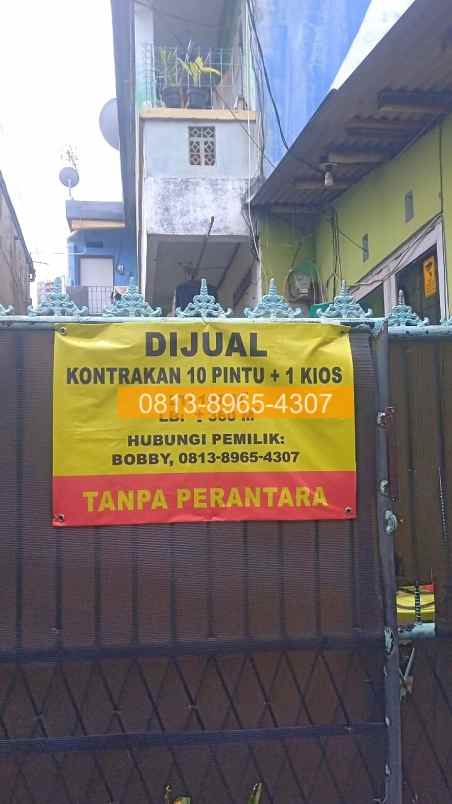 DIJUAL
KONTRAKAN 10 PINTU + 1 KIOS
0813-8965-4307
HUBUNGI PEMILIK:
BOBBY, 0813-8965-4307
TANPA PERANTARA